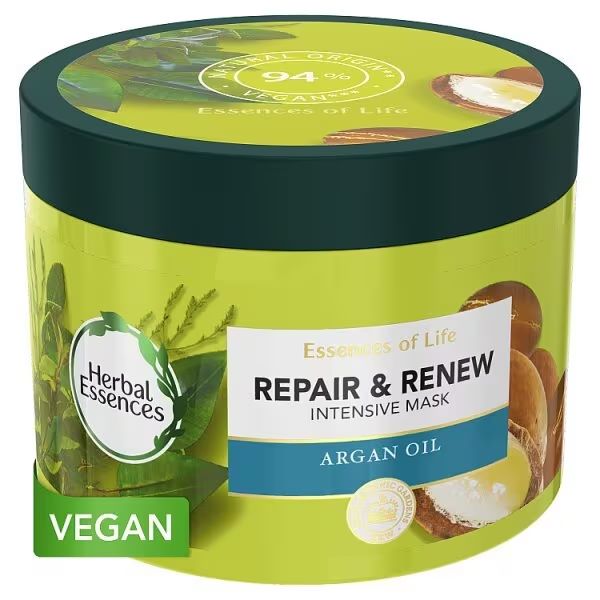 NATURAL ORIGIN**
94%
VEGAN****
Essences of Life
Herbal
Essences
Essences of Life
REPAIR & RENEW
INTENSIVE MASK
ARGAN OIL
VEGAN